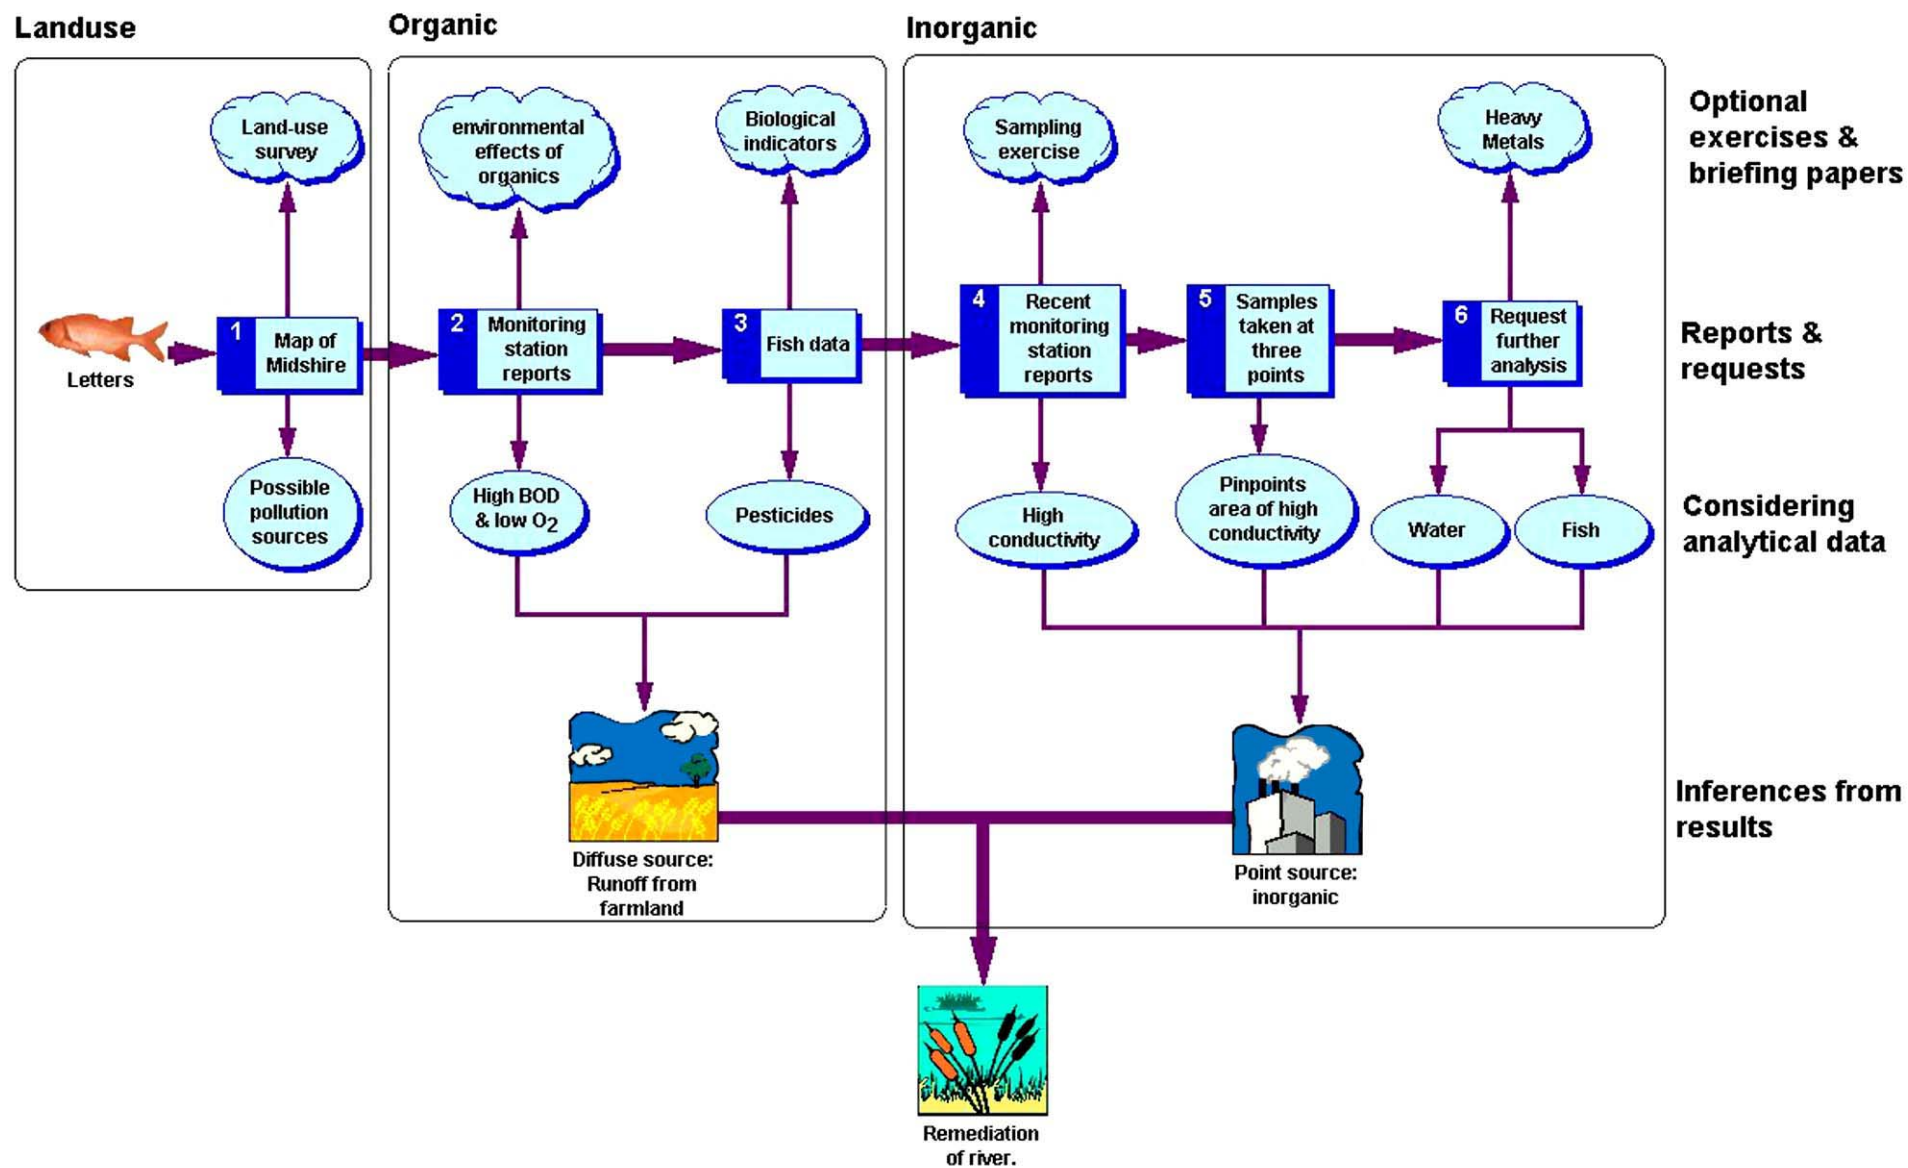 Landuse
Organic
Inorganic
Optional
exercises &
briefing papers
Land-use
survey
environmental
effects of
organics
Biological
indicators
Sampling
exercise
Heavy
Metals
Letters
1
Map of
Midshire
2
Monitoring
station
reports
3
Fish data
4
Recent
monitoring
station
reports
5
Samples
taken at
three
points
6
Request
further
analysis
Reports &
requests
Possible
pollution
sources
High BOD
& low O2
Pesticides
High
conductivity
Pinpoints
area of high
conductivity
Water
Fish
Considering
analytical data
Diffuse source:
Runoff from
farmland
Point source:
inorganic
Inferences from
results
Remediation
of river.